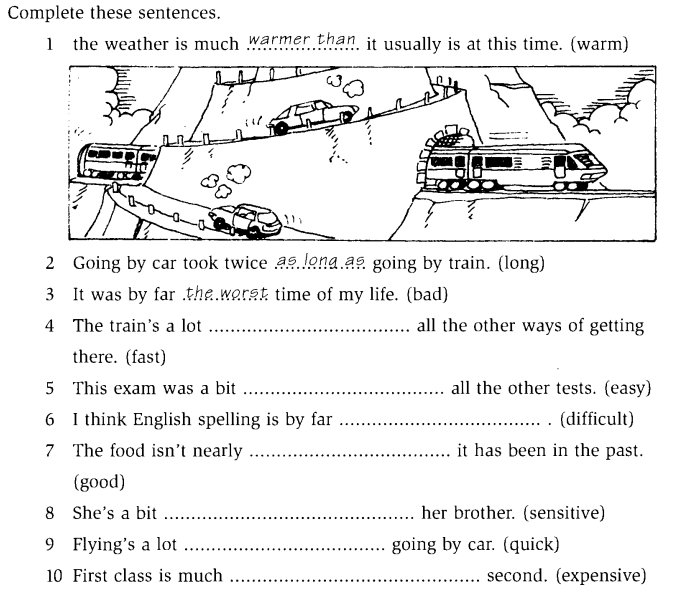 Complete these sentences.
1 the weather is much warmer than it usually is at this time. (warm)
2 Going by car took twice as long as going by train. (long)
3 It was by far the worst time of my life. (bad)
4 The train's a lot .................................... all the other ways of getting
there. (fast)
5 This exam was a bit .................................... all the other tests. (easy)
6 I think English spelling is by far .................................... . (difficult)
7 The food isn't nearly .................................... it has been in the past.
(good)
8 She's a bit ............................................. her brother. (sensitive)
9 Flying's a lot .................................... going by car. (quick)
10 First class is much ............................................. second. (expensive)